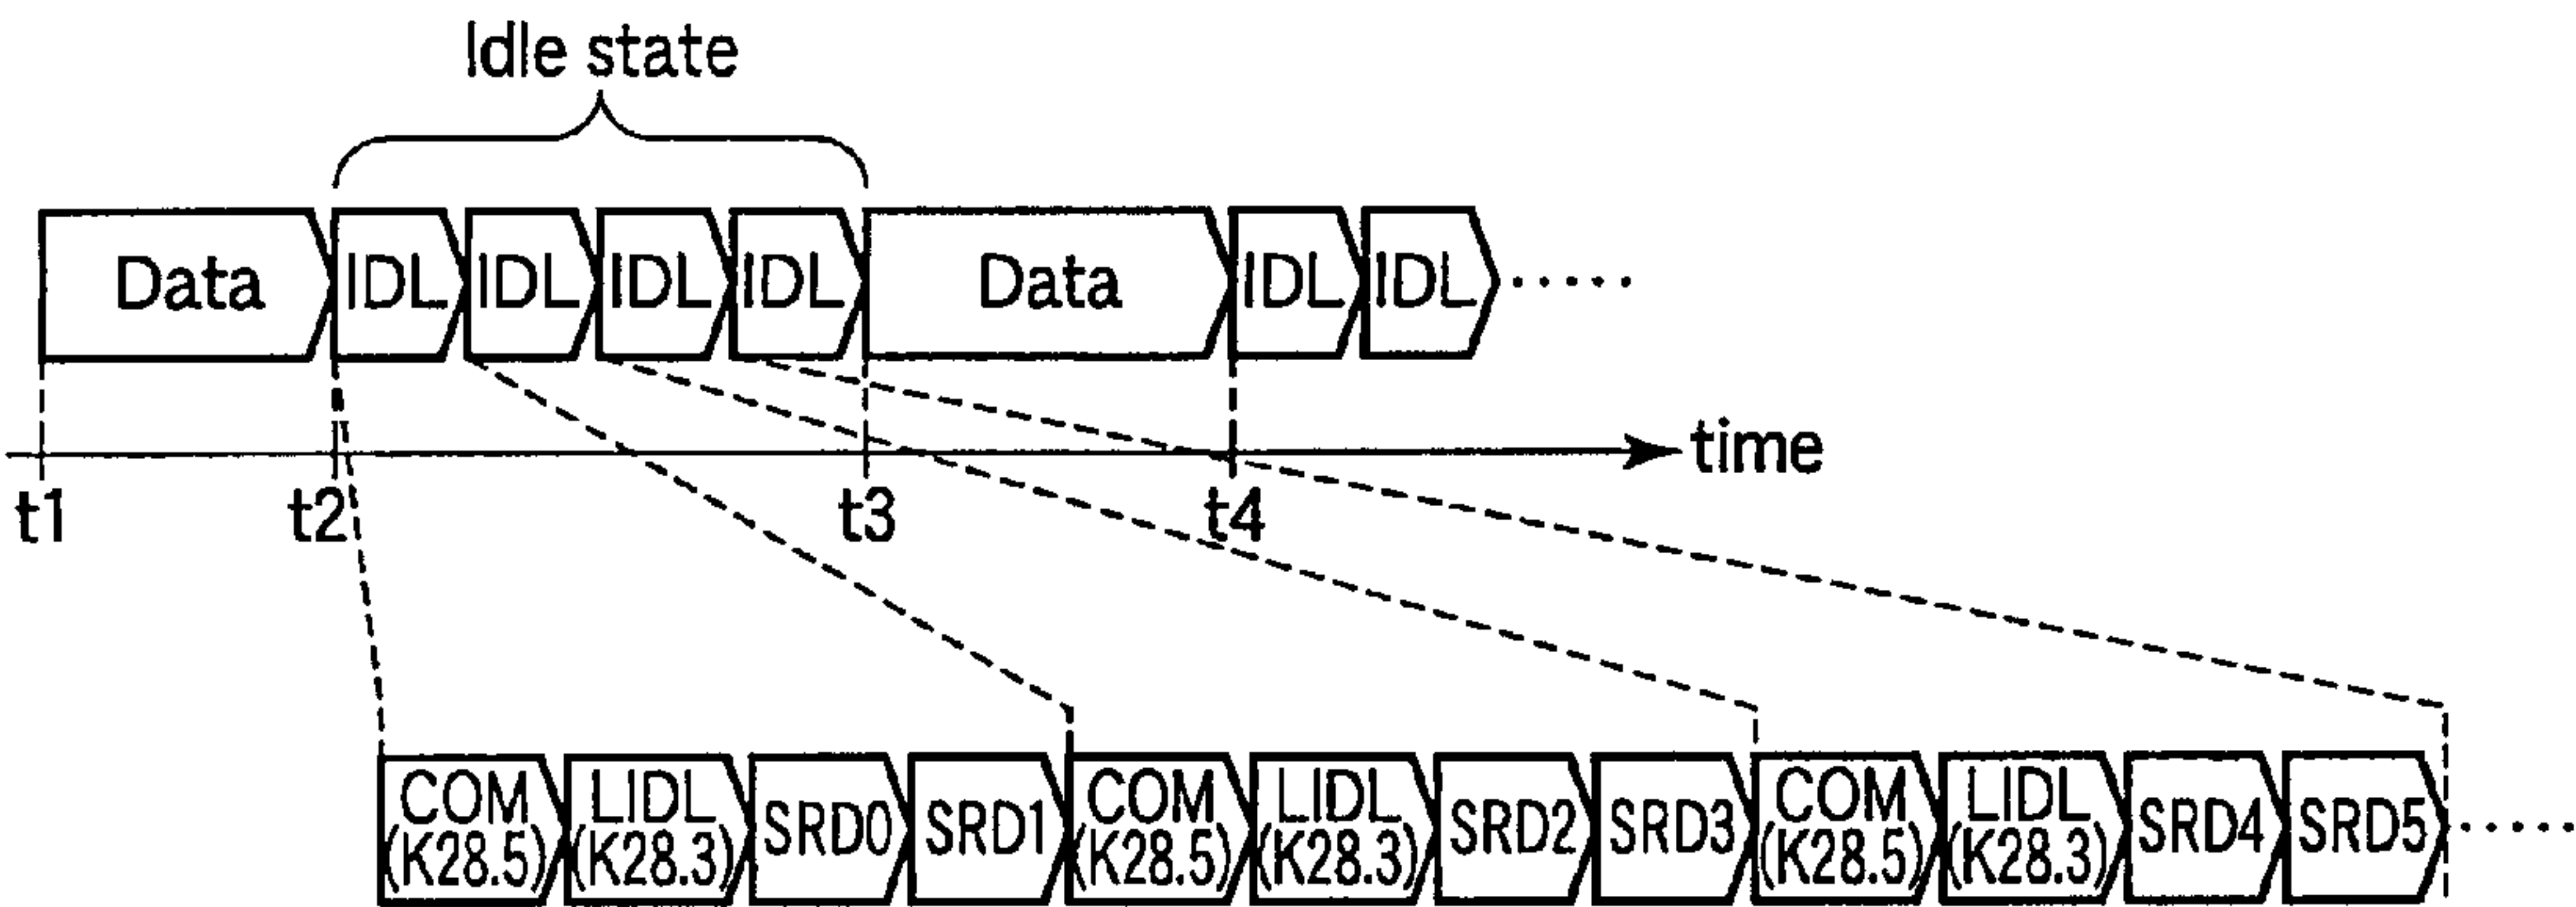 Idle state
Data IDL IDL IDL IDL Data IDL IDL ·····
time
t1 t2 t3 t4
COM LIDL SRD0 SRD1 COM LIDL SRD2 SRD3 COM LIDL SRD4 SRD5 ·····
(K28.5) (K28.3) (K28.5) (K28.3) (K28.5) (K28.3)